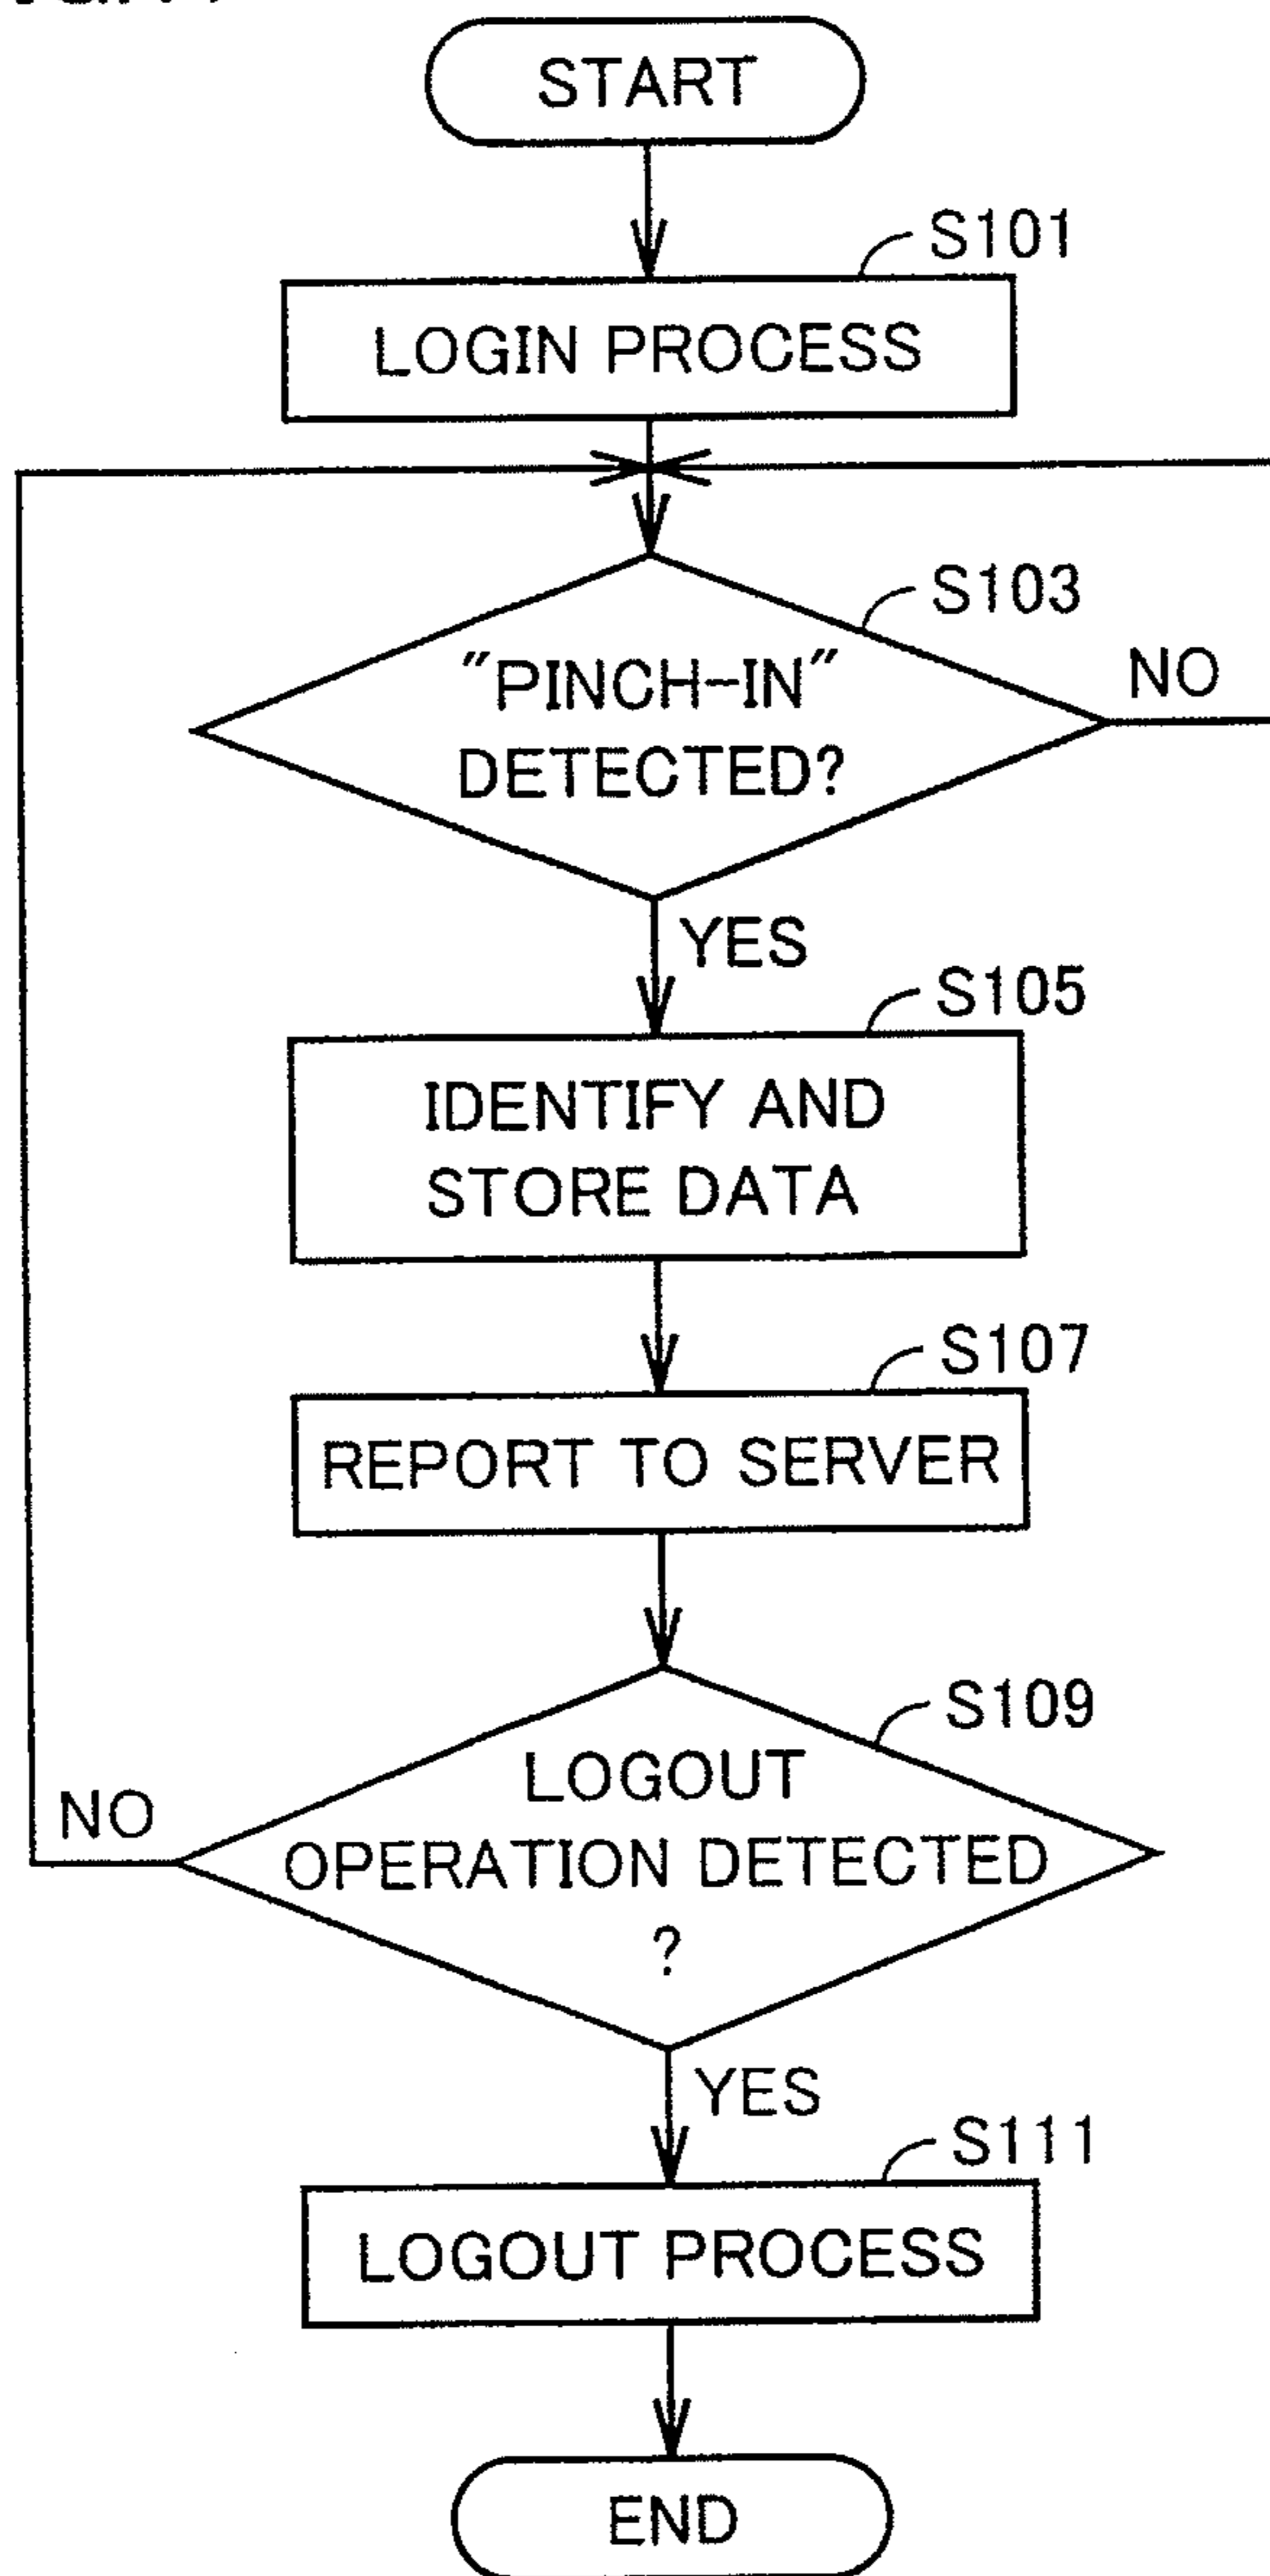 START
S101
LOGIN PROCESS
S103
"PINCH-IN"
DETECTED?
NO
YES
S105
IDENTIFY AND
STORE DATA
S107
REPORT TO SERVER
S109
LOGOUT
OPERATION DETECTED
?
NO
YES
S111
LOGOUT PROCESS
END